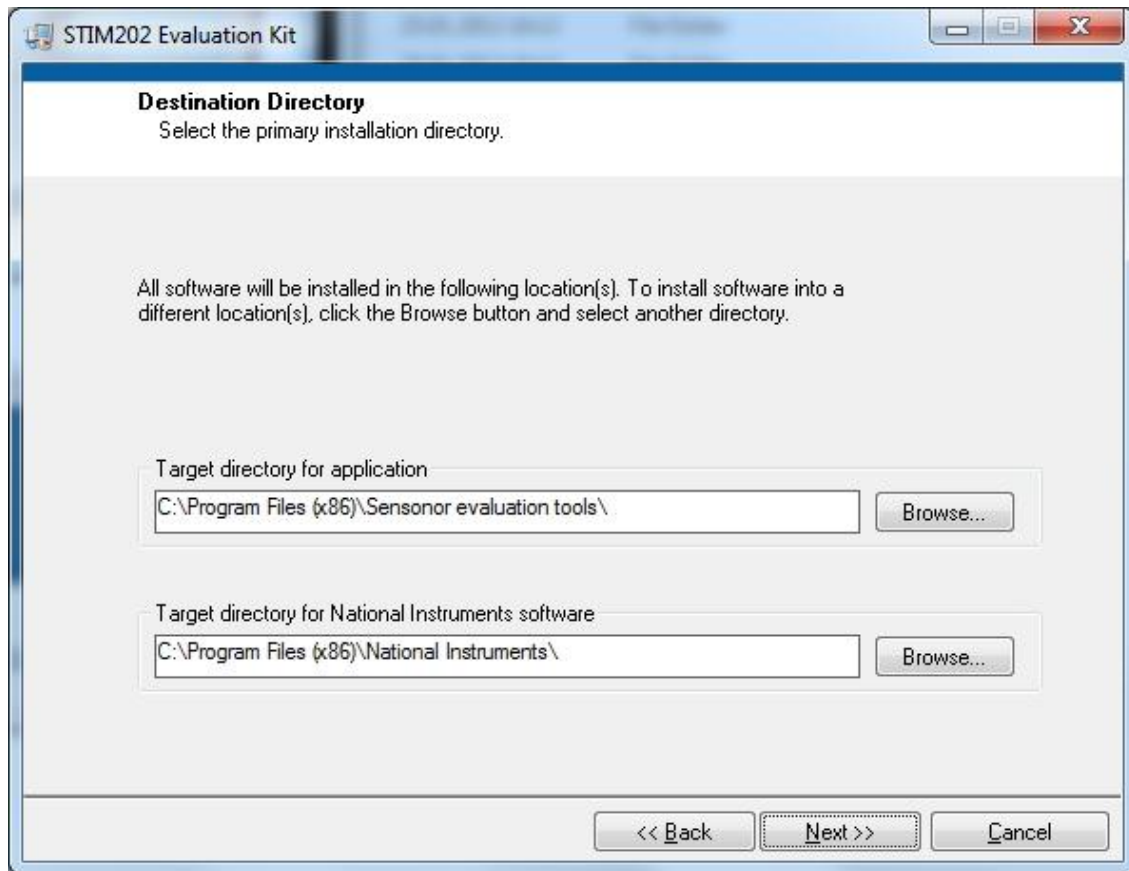 STIM202 Evaluation Kit
Destination Directory
Select the primary installation directory.
All software will be installed in the following location(s). To install software into a
different location(s), click the Browse button and select another directory.
Target directory for application
C:\Program Files (x86)\Sensonor evaluation tools\
Browse...
Target directory for National Instruments software
C:\Program Files (x86)\National Instruments\
Browse...
<< Back
Next >>
Cancel